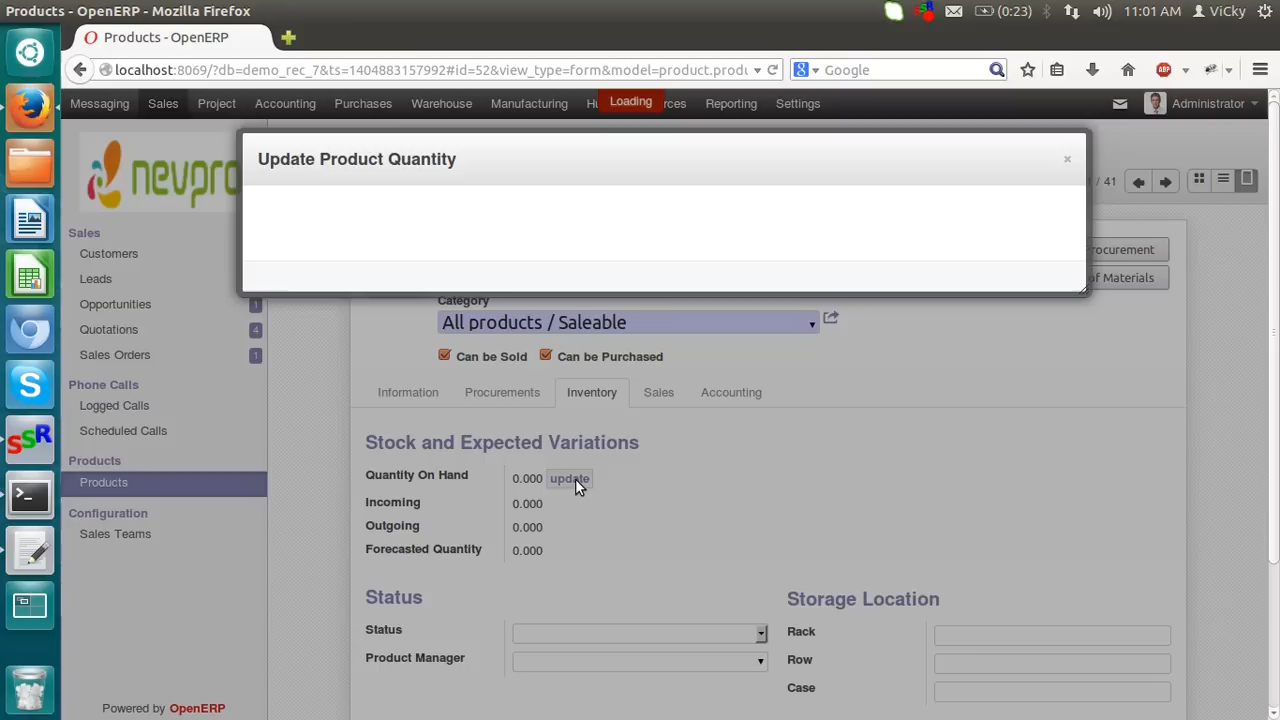 Products - OpenERP - Mozilla Firefox
(0:23) 11:01 AM ViCky
Products - OpenERP
localhost:8069/?db=demo_rec_7&ts=1404883157992#id=52&view_type=form&model=product.produ
Google
ABP
Messaging Sales Project Accounting Purchases Warehouse Manufacturing Hu Loading rces Reporting Settings Administrator
Update Product Quantity
×
nevpro
/ 41
Sales
Customers
Leads
Opportunities 1
Quotations 4
Sales Orders 1
Phone Calls
Logged Calls
Scheduled Calls
Products
Products
Configuration
Sales Teams
Powered by OpenERP
rocurement
of Materials
Category
All products / Saleable
Can be Sold Can be Purchased
Information Procurements Inventory Sales Accounting
Stock and Expected Variations
Quantity On Hand 0.000 update
Incoming 0.000
Outgoing 0.000
Forecasted Quantity 0.000
Status
Status
Product Manager
Storage Location
Rack
Row
Case